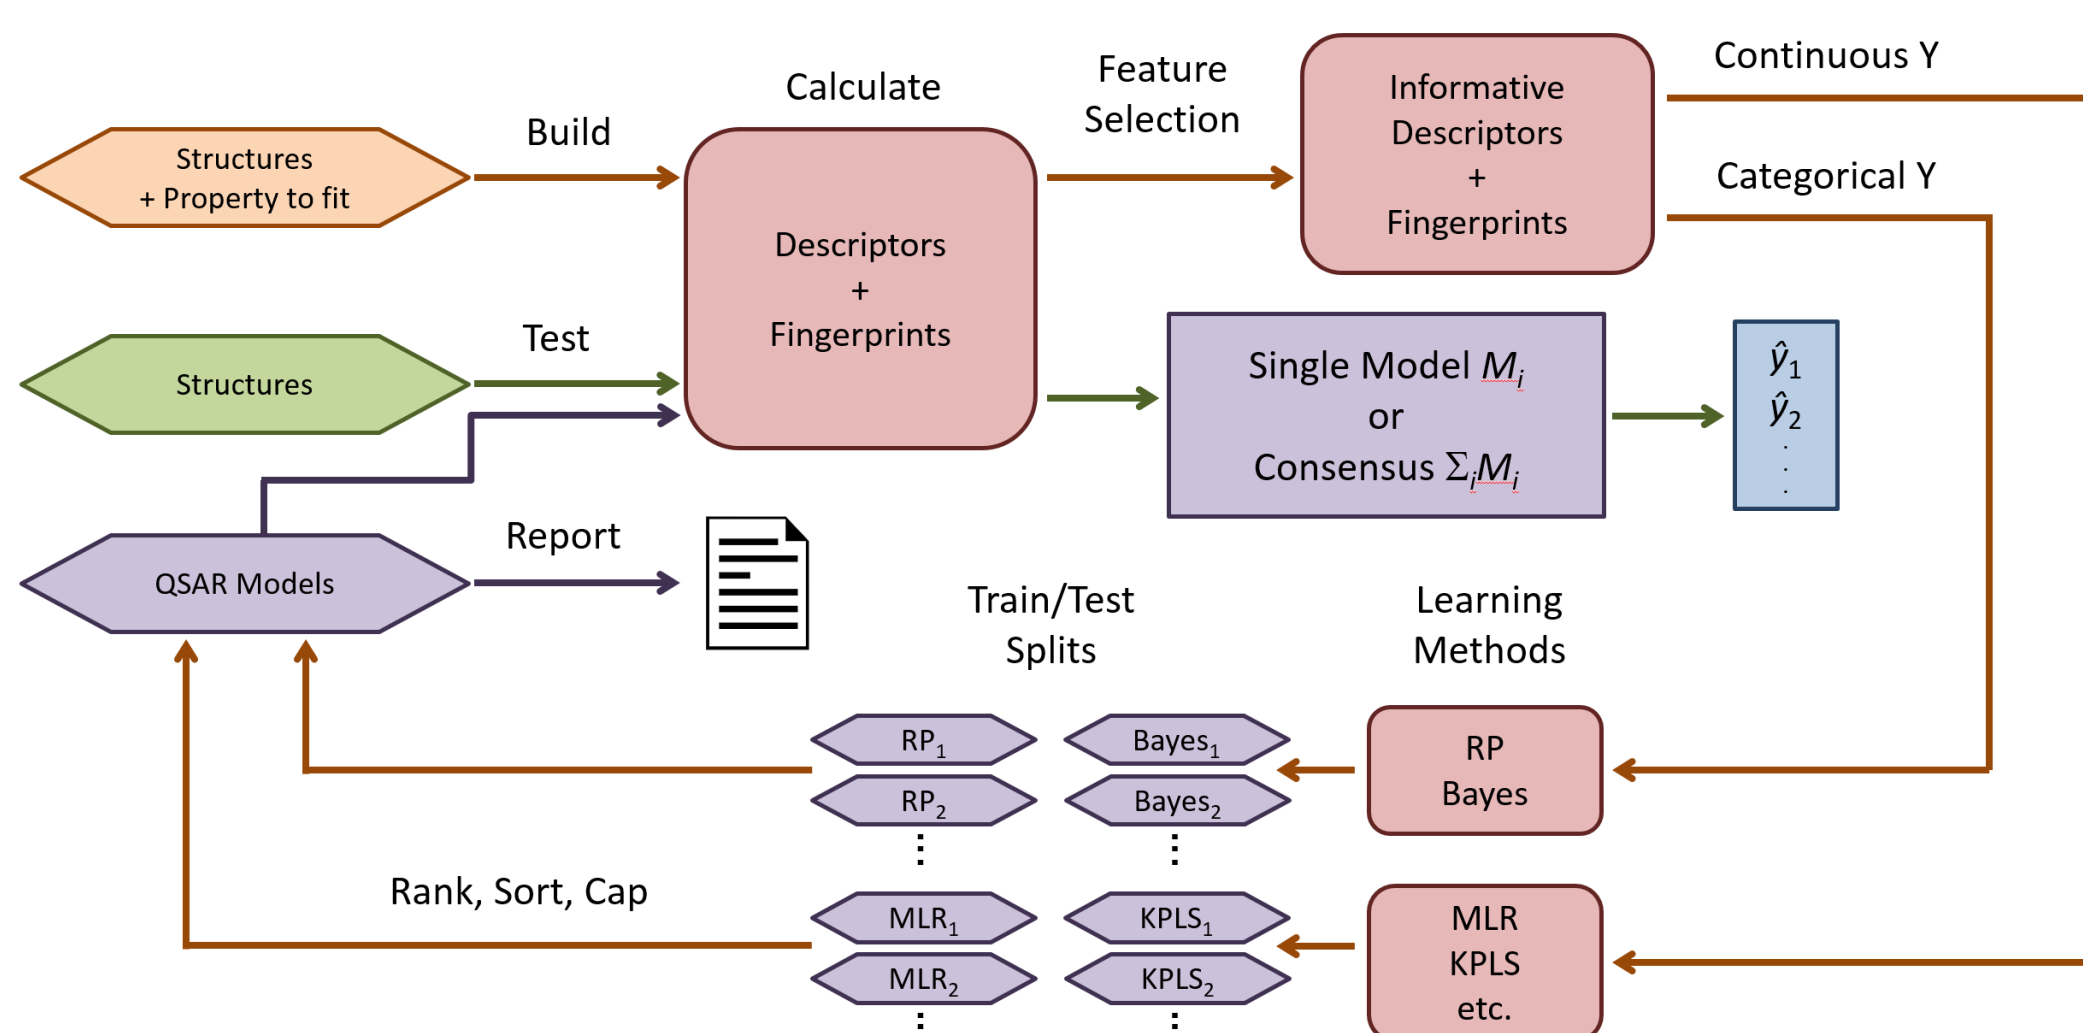 Continuous Y
Feature
Selection
Informative
Descriptors
+
Fingerprints
Calculate
Build
Structures
+ Property to fit
Categorical Y
Descriptors
+
Fingerprints
Test
Structures
Single Model Mᵢ
or
Consensus ΣᵢMᵢ
ŷ₁
ŷ₂
.
.
.
Report
QSAR Models
Train/Test
Splits
Learning
Methods
RP₁
Bayes₁
RP
Bayes
RP₂
Bayes₂
⋮
⋮
Rank, Sort, Cap
MLR₁
KPLS₁
MLR
KPLS
etc.
MLR₂
KPLS₂
⋮
⋮